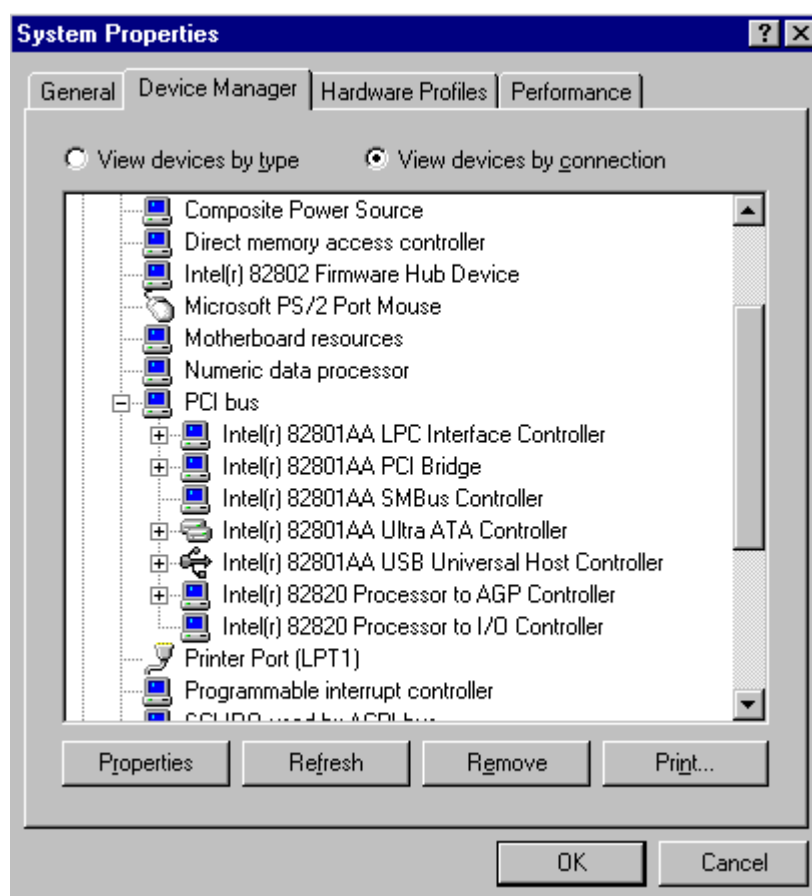 System Properties
General Device Manager Hardware Profiles Performance
View devices by type View devices by connection
Composite Power Source
Direct memory access controller
Intel(r) 82802 Firmware Hub Device
Microsoft PS/2 Port Mouse
Motherboard resources
Numeric data processor
PCI bus
Intel(r) 82801AA LPC Interface Controller
Intel(r) 82801AA PCI Bridge
Intel(r) 82801AA SMBus Controller
Intel(r) 82801AA Ultra ATA Controller
Intel(r) 82801AA USB Universal Host Controller
Intel(r) 82820 Processor to AGP Controller
Intel(r) 82820 Processor to I/O Controller
Printer Port (LPT1)
Programmable interrupt controller
used by ACPI bus
Properties Refresh Remove Print...
OK Cancel